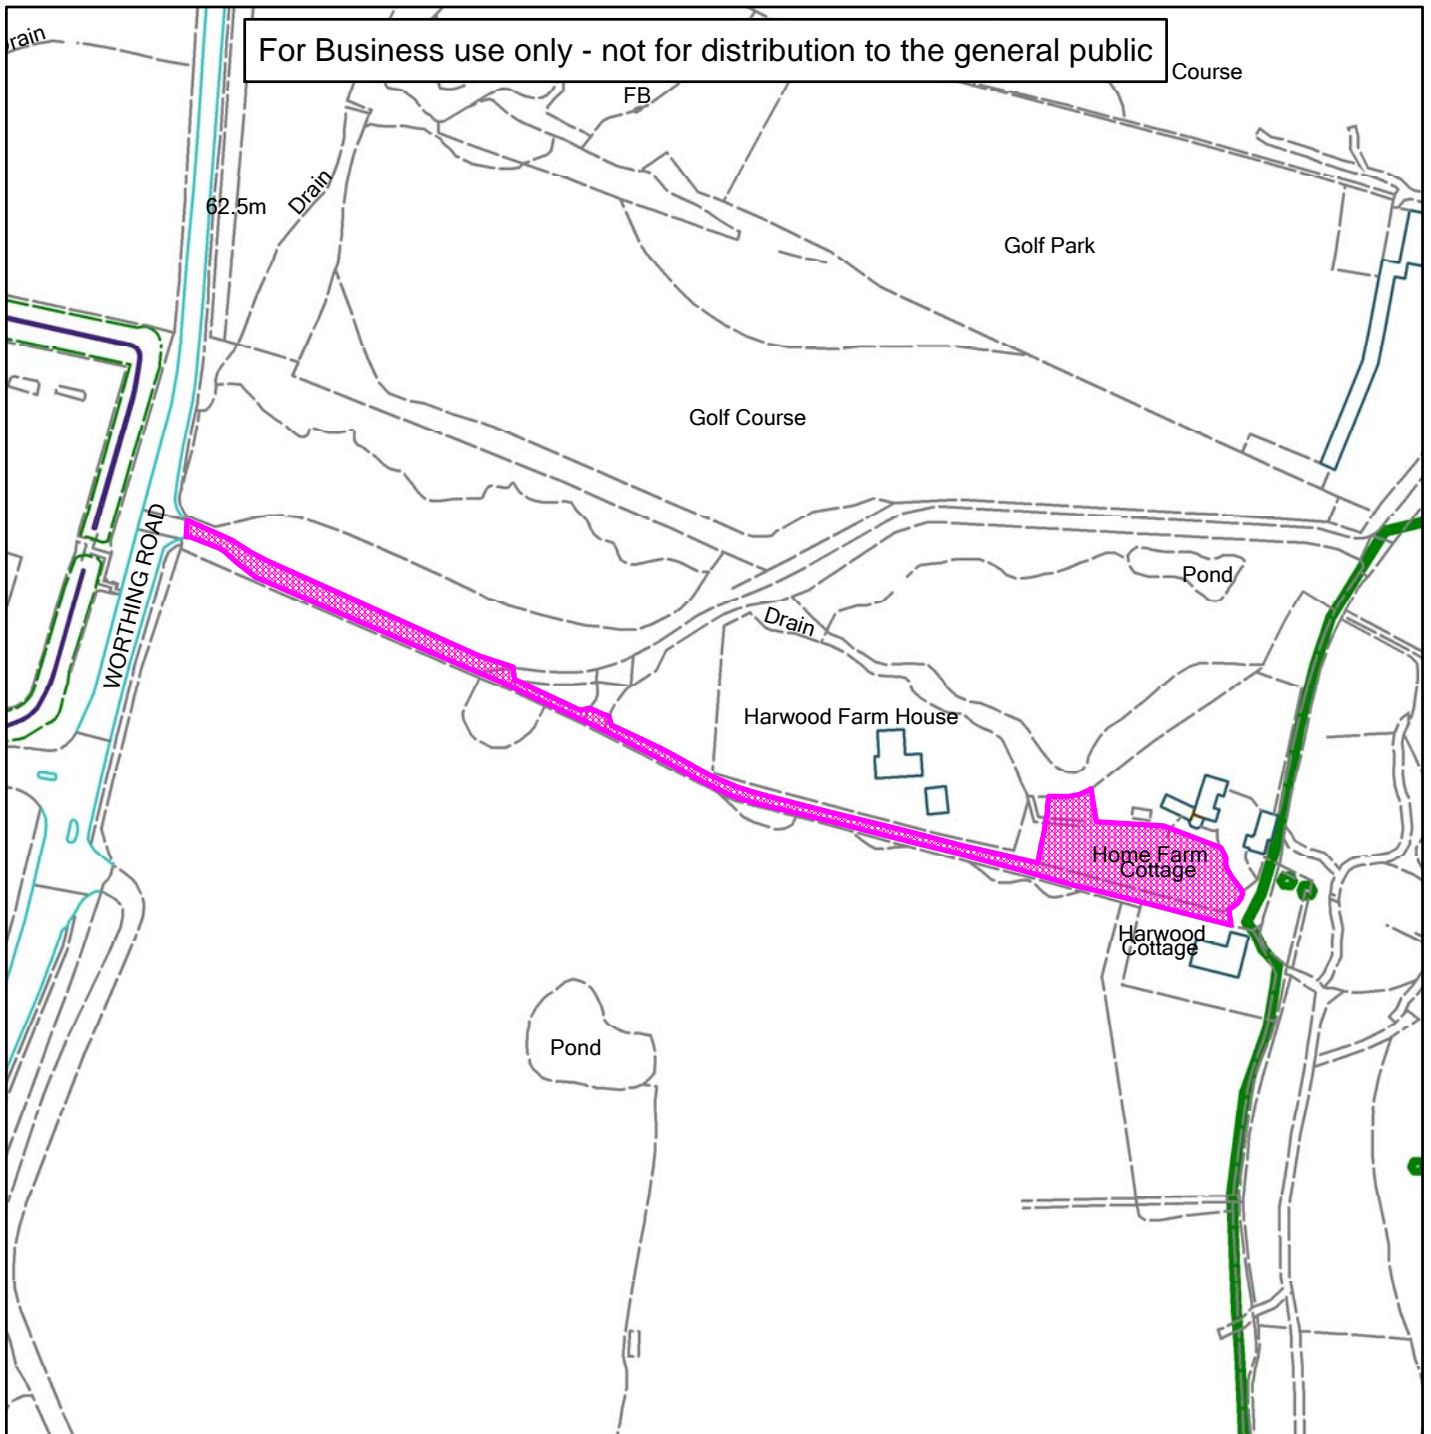 rain
For Business use only - not for distribution to the general public
Course
FB
Drain
62.5m
Golf Park
Golf Course
WORTHING ROAD
Pond
Drain
Harwood Farm House
Home Farm
Cottage
Harwood
Cottage
Pond